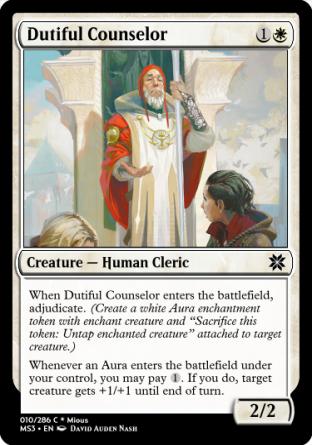 Dutiful Counselor 1
Creature — Human Cleric
When Dutiful Counselor enters the battlefield,
adjudicate. (Create a white Aura enchantment
token with enchant creature and “Sacrifice this
token: Untap enchanted creature” attached to target
creature.)
Whenever an Aura enters the battlefield under
your control, you may pay 1. If you do, target
creature gets +1/+1 until end of turn.
2/2
010/286 C * Mious
MS3 • EN David Auden Nash